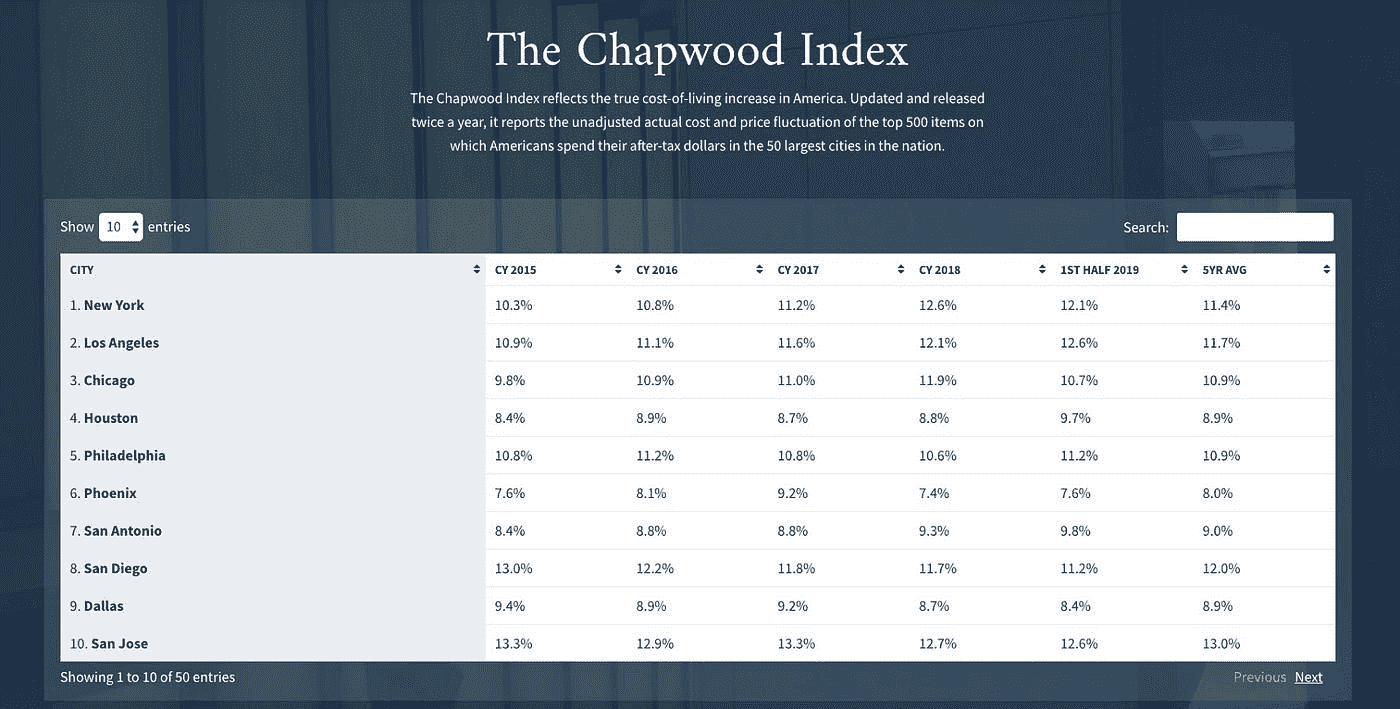 The Chapwood Index
The Chapwood Index reflects the true cost-of-living increase in America. Updated and released
twice a year, it reports the unadjusted actual cost and price fluctuation of the top 500 items on
which Americans spend their after-tax dollars in the 50 largest cities in the nation.
Show 10 entries Search:
CITY CY 2015 CY 2016 CY 2017 CY 2018 1ST HALF 2019 5YR AVG
1. New York 10.3% 10.8% 11.2% 12.6% 12.1% 11.4%
2. Los Angeles 10.9% 11.1% 11.6% 12.1% 12.6% 11.7%
3. Chicago 9.8% 10.9% 11.0% 11.9% 10.7% 10.9%
4. Houston 8.4% 8.9% 8.7% 8.8% 9.7% 8.9%
5. Philadelphia 10.8% 11.2% 10.8% 10.6% 11.2% 10.9%
6. Phoenix 7.6% 8.1% 9.2% 7.4% 7.6% 8.0%
7. San Antonio 8.4% 8.8% 8.8% 9.3% 9.8% 9.0%
8. San Diego 13.0% 12.2% 11.8% 11.7% 11.2% 12.0%
9. Dallas 9.4% 8.9% 9.2% 8.7% 8.4% 8.9%
10. San Jose 13.3% 12.9% 13.3% 12.7% 12.6% 13.0%
Showing 1 to 10 of 50 entries Previous Next